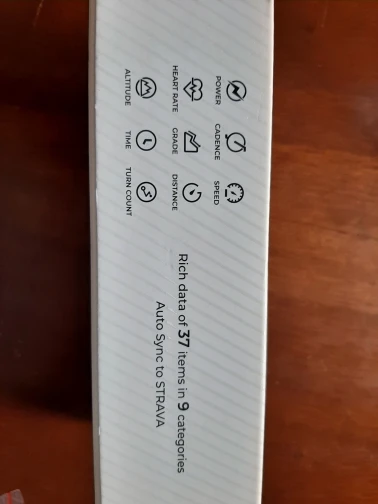 POWER CADENCE SPEED
HEART RATE GRADE DISTANCE
ALTITUDE TIME TURN COUNT
Rich data of 37 items in 9 categories
Auto Sync to STRAVA